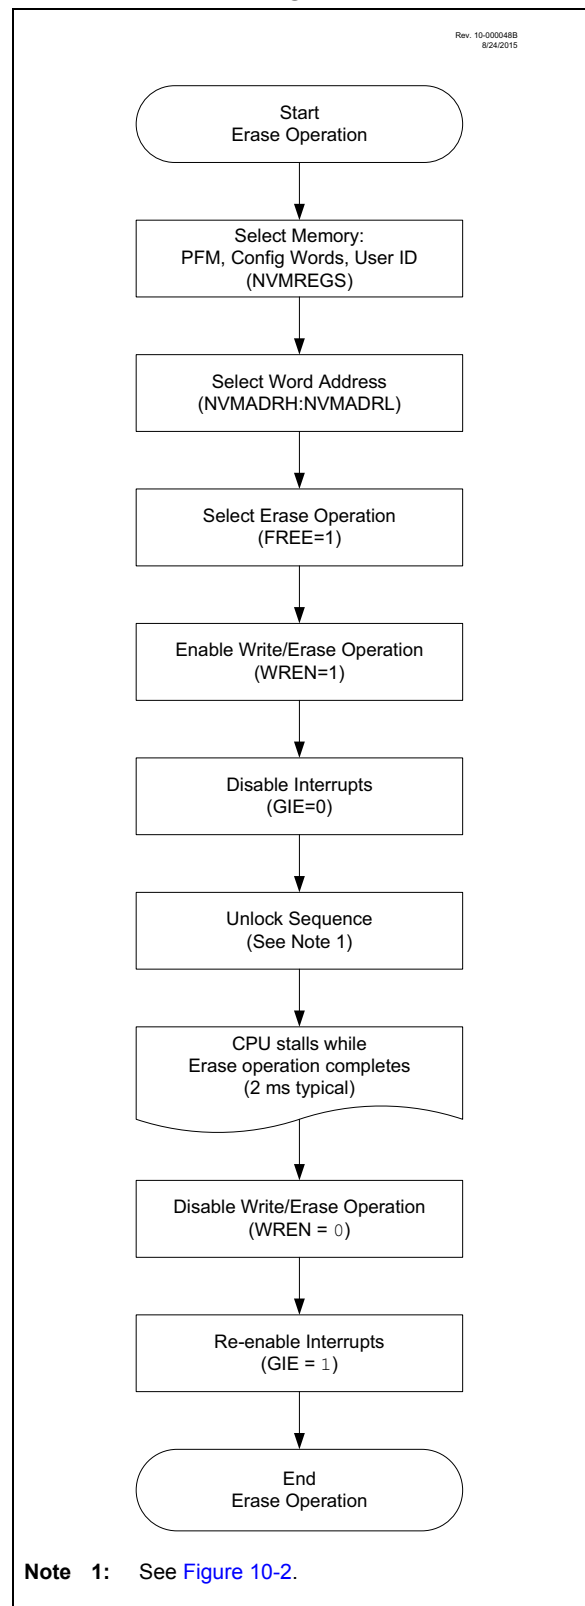 Rev. 10-000048B
8/24/2015
Start
Erase Operation
Select Memory:
PFM, Config Words, User ID
(NVMREGS)
Select Word Address
(NVMADRH:NVMADRL)
Select Erase Operation
(FREE=1)
Enable Write/Erase Operation
(WREN=1)
Disable Interrupts
(GIE=0)
Unlock Sequence
(See Note 1)
CPU stalls while
Erase operation completes
(2 ms typical)
Disable Write/Erase Operation
(WREN = 0)
Re-enable Interrupts
(GIE = 1)
End
Erase Operation
Note 1: See Figure 10-2.